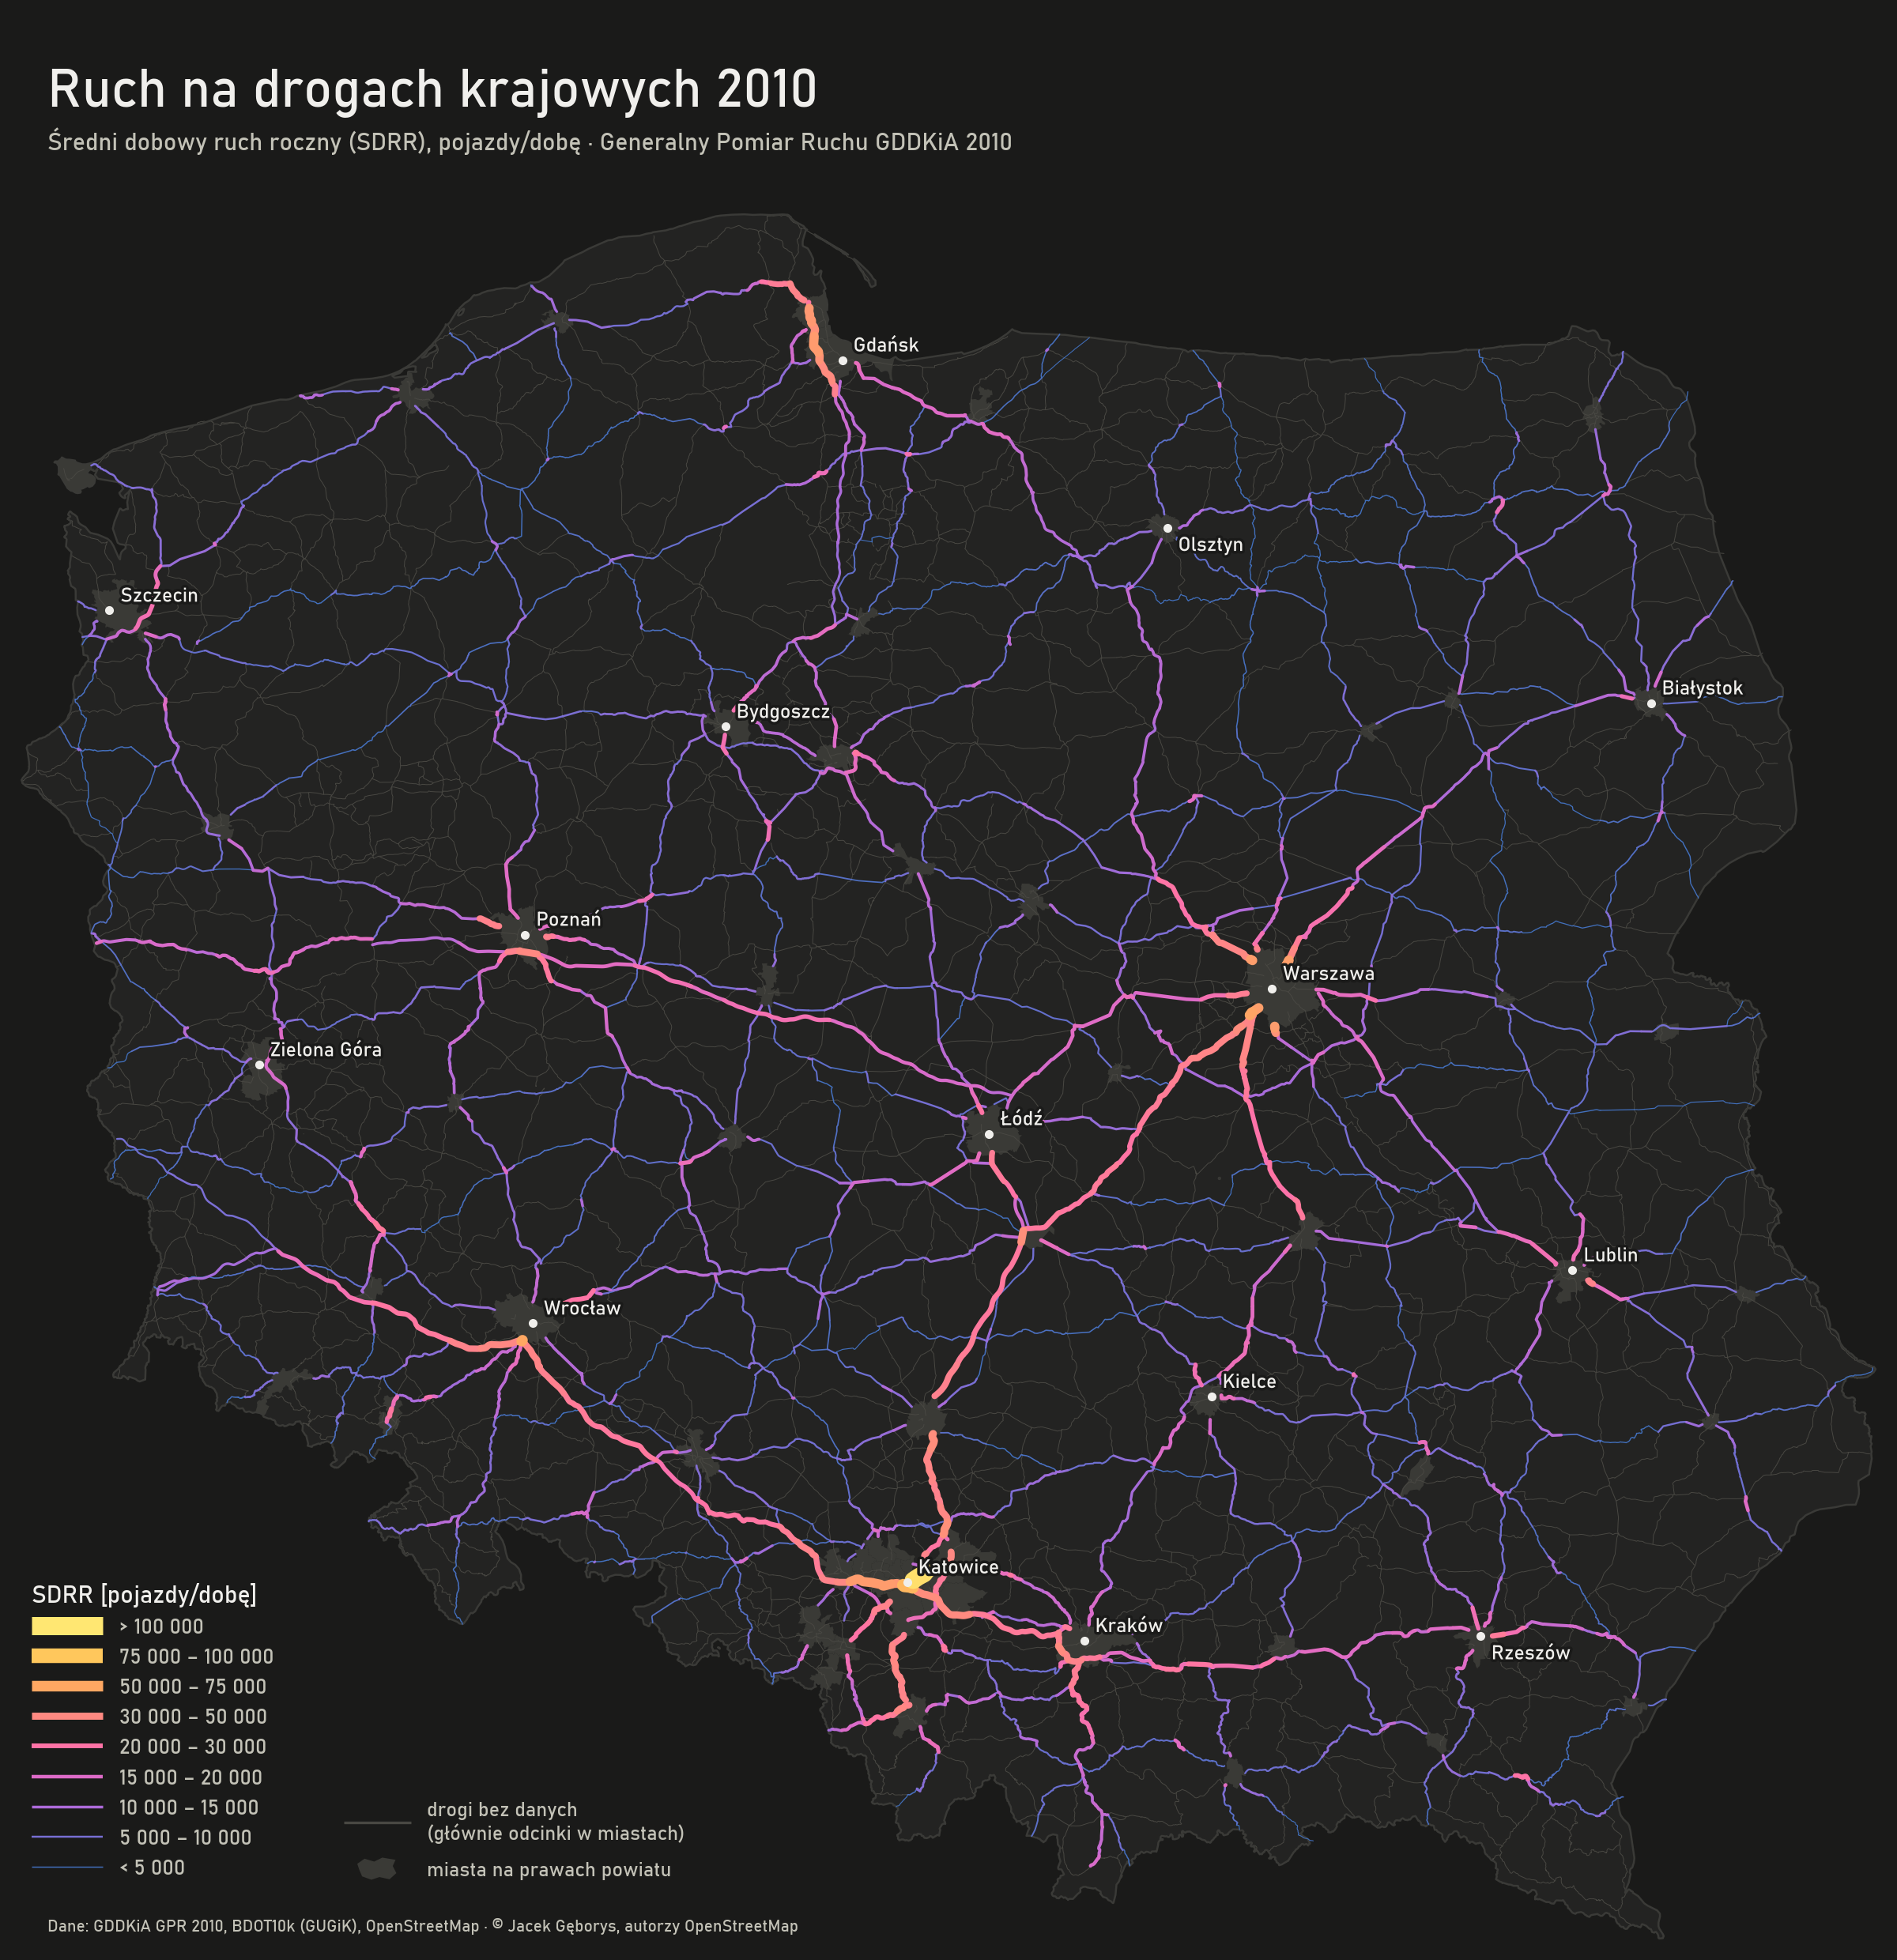 Ruch na drogach krajowych 2010
Średni dobowy ruch roczny (SDRR), pojazdy/dobę · Generalny Pomiar Ruchu GDDKiA 2010
Gdańsk
Olsztyn
Szczecin
Białystok
Bydgoszcz
Poznań
Warszawa
Zielona Góra
Łódź
Lublin
Wrocław
Kielce
Katowice
Kraków
Rzeszów
SDRR [pojazdy/dobę]
> 100 000
75 000 – 100 000
50 000 – 75 000
30 000 – 50 000
20 000 – 30 000
15 000 – 20 000
10 000 – 15 000
5 000 – 10 000
< 5 000
drogi bez danych
(głównie odcinki w miastach)
miasta na prawach powiatu
Dane: GDDKiA GPR 2010, BDOT10k (GUGiK), OpenStreetMap · © Jacek Gęborys, autorzy OpenStreetMap